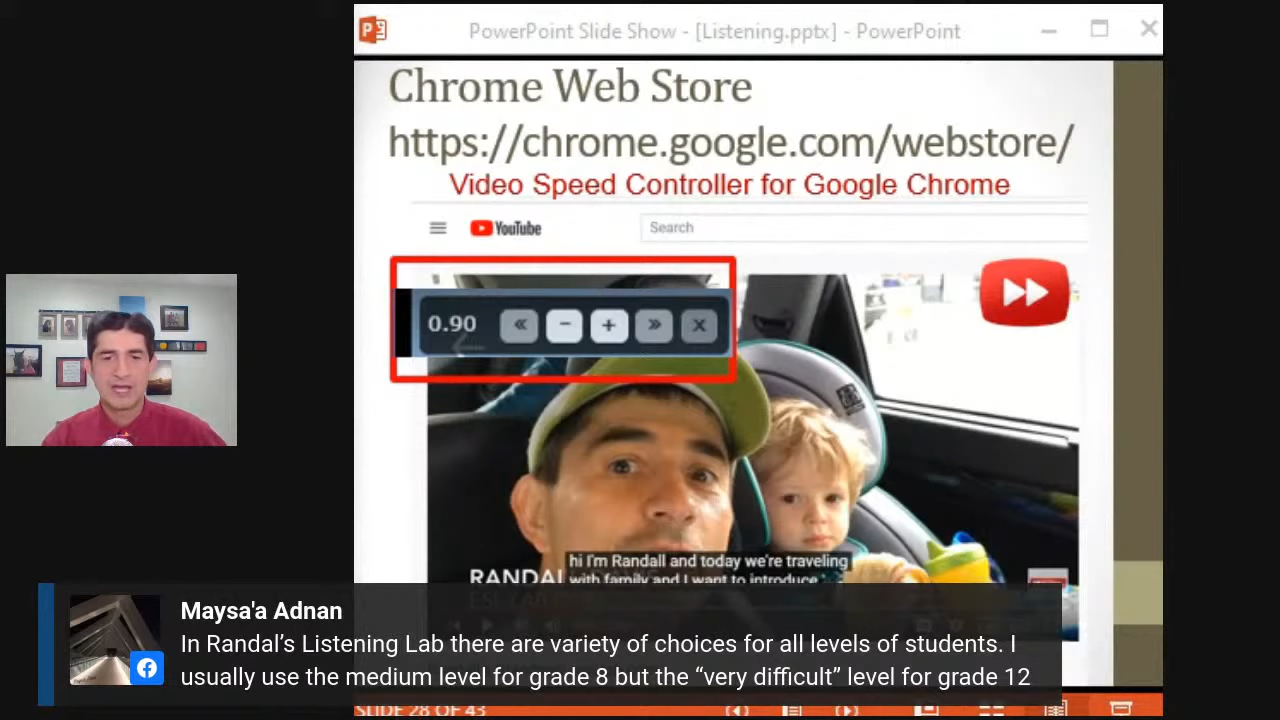 PowerPoint Slide Show - [Listening.pptx] - PowerPoint
Chrome Web Store
https://chrome.google.com/webstore/
Video Speed Controller for Google Chrome
YouTube
Search
0.90
hi I'm Randall and today we're traveling
with family and I want to introduce
RANDAL
Maysa'a Adnan
In Randal’s Listening Lab there are variety of choices for all levels of students. I
usually use the medium level for grade 8 but the “very difficult” level for grade 12
SLIDE 28 OF 43